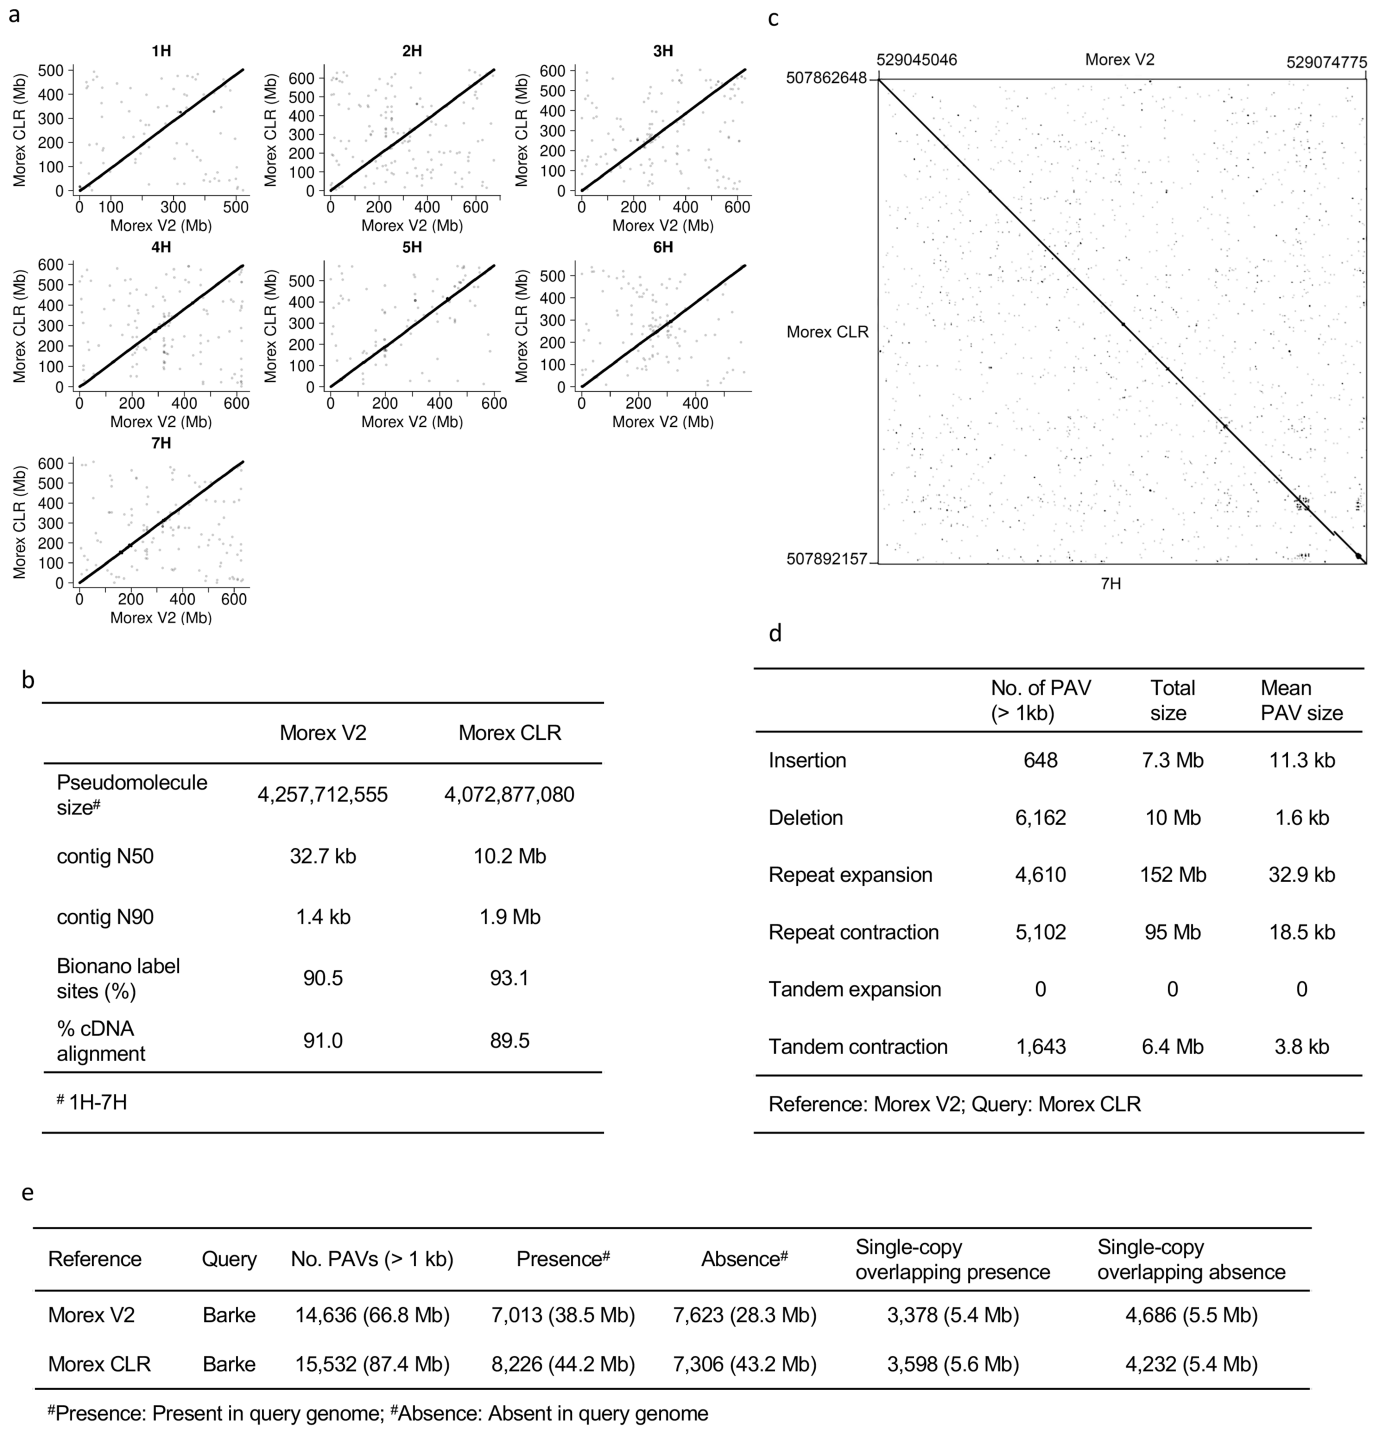 a
1H
Morex CLR (Mb)
500
400
300
200
100
0
0 100 300 500
Morex V2 (Mb)
2H
Morex CLR (Mb)
600
500
400
300
200
100
0
0 200 400 600
Morex V2 (Mb)
3H
Morex CLR (Mb)
600
500
400
300
200
100
0
0 200 400 600
Morex V2 (Mb)
4H
Morex CLR (Mb)
600
500
400
300
200
100
0
0 200 400 600
Morex V2 (Mb)
5H
Morex CLR (Mb)
500
400
300
200
100
0
0 200 400 600
Morex V2 (Mb)
6H
Morex CLR (Mb)
500
400
300
200
100
0
0 200 400
Morex V2 (Mb)
7H
Morex CLR (Mb)
600
500
400
300
200
100
0
0 200 400 600
Morex V2 (Mb)
c
529045046 Morex V2 529074775
507862648
Morex CLR
507892157
7H
b
Morex V2 Morex CLR
Pseudomolecule
size# 4,257,712,555 4,072,877,080
contig N50 32.7 kb 10.2 Mb
contig N90 1.4 kb 1.9 Mb
Bionano label
sites (%) 90.5 93.1
% cDNA
alignment 91.0 89.5
# 1H-7H
d
No. of PAV Total Mean
(> 1kb) size PAV size
Insertion 648 7.3 Mb 11.3 kb
Deletion 6,162 10 Mb 1.6 kb
Repeat expansion 4,610 152 Mb 32.9 kb
Repeat contraction 5,102 95 Mb 18.5 kb
Tandem expansion 0 0 0
Tandem contraction 1,643 6.4 Mb 3.8 kb
Reference: Morex V2; Query: Morex CLR
e
Reference Query No. PAVs (> 1 kb) Presence# Absence# Single-copy overlapping presence Single-copy overlapping absence
Morex V2 Barke 14,636 (66.8 Mb) 7,013 (38.5 Mb) 7,623 (28.3 Mb) 3,378 (5.4 Mb) 4,686 (5.5 Mb)
Morex CLR Barke 15,532 (87.4 Mb) 8,226 (44.2 Mb) 7,306 (43.2 Mb) 3,598 (5.6 Mb) 4,232 (5.4 Mb)
#Presence: Present in query genome; #Absence: Absent in query genome